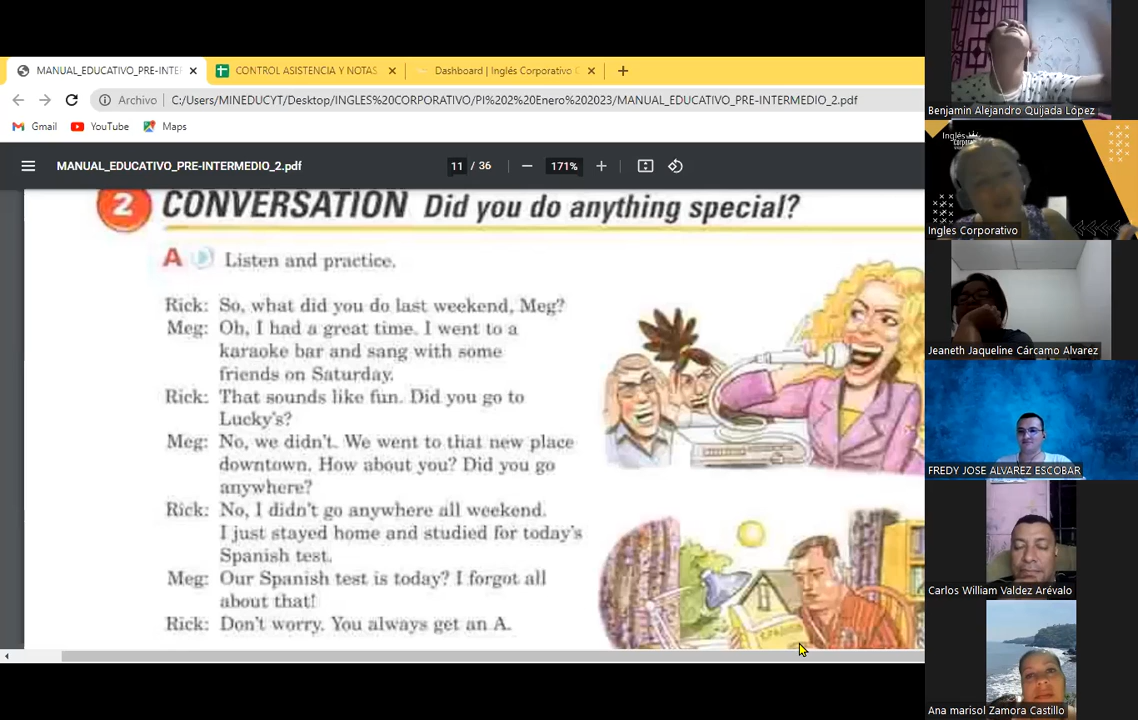 MANUAL_EDUCATIVO_PRE-INTE
CONTROL ASISTENCIA Y NOTAS
Dashboard | Inglés Corporativo
Archivo
C:/Users/MINEDUCYT/Desktop/INGLES%20CORPORATIVO/PI%202%20Enero%202023/MANUAL_EDUCATIVO_PRE-INTERMEDIO_2.pdf
Gmail YouTube Maps
MANUAL_EDUCATIVO_PRE-INTERMEDIO_2.pdf 11 / 36 171%
2 CONVERSATION Did you do anything special?
A Listen and practice.
Rick: So, what did you do last weekend, Meg?
Meg: Oh, I had a great time. I went to a
karaoke bar and sang with some
friends on Saturday.
Rick: That sounds like fun. Did you go to
Lucky's?
Meg: No, we didn't. We went to that new place
downtown. How about you? Did you go
anywhere?
Rick: No, I didn't go anywhere all weekend.
I just stayed home and studied for today's
Spanish test.
Meg: Our Spanish test is today? I forgot all
about that!
Rick: Don't worry. You always get an A.
Benjamin Alejandro Quijada López
Inglés
Ingles Corporativo
Jeaneth Jaqueline Cárcamo Alvarez
FREDY JOSE ALVAREZ ESCOBAR
Carlos William Valdez Arévalo
Ana marisol Zamora Castillo